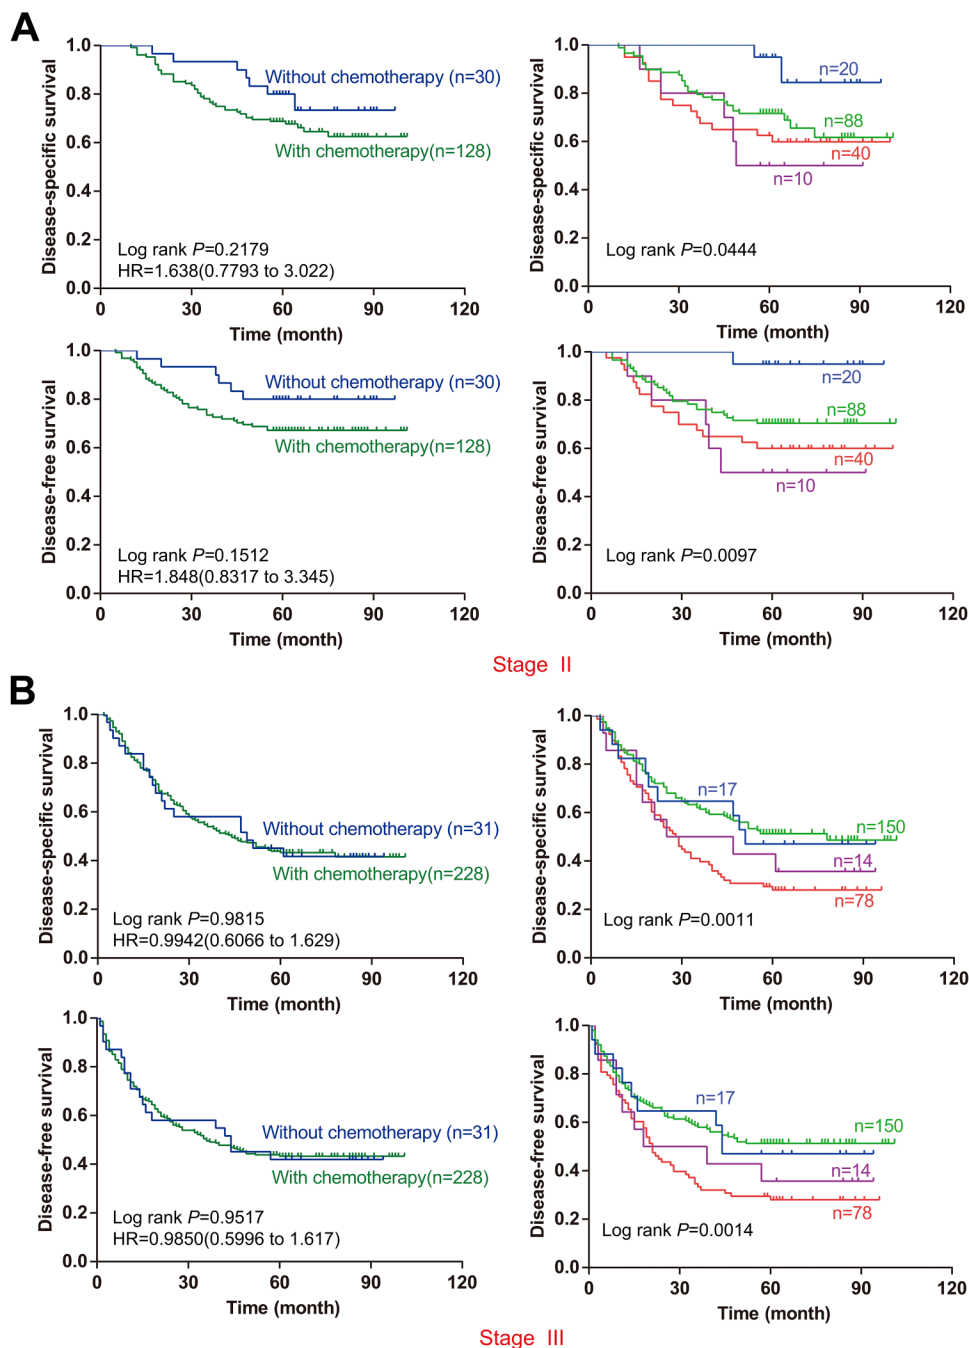 A
Disease-specific survival
1.0
0.8
0.6
0.4
0.2
0.0
Without chemotherapy (n=30)
With chemotherapy(n=128)
Log rank P=0.2179
HR=1.638(0.7793 to 3.022)
0 30 60 90 120
Time (month)
Disease-specific survival
1.0
0.8
0.6
0.4
0.2
0.0
n=20
n=88
n=40
n=10
Log rank P=0.0444
0 30 60 90 120
Time (month)
Disease-free survival
1.0
0.8
0.6
0.4
0.2
0.0
Without chemotherapy (n=30)
With chemotherapy(n=128)
Log rank P=0.1512
HR=1.848(0.8317 to 3.345)
0 30 60 90 120
Time (month)
Disease-free survival
1.0
0.8
0.6
0.4
0.2
0.0
n=20
n=88
n=40
n=10
Log rank P=0.0097
0 30 60 90 120
Time (month)
Stage II
B
Disease-specific survival
1.0
0.8
0.6
0.4
0.2
0.0
Without chemotherapy (n=31)
With chemotherapy(n=228)
Log rank P=0.9815
HR=0.9942(0.6066 to 1.629)
0 30 60 90 120
Time (month)
Disease-specific survival
1.0
0.8
0.6
0.4
0.2
0.0
n=17
n=150
n=14
n=78
Log rank P=0.0011
0 30 60 90 120
Time (month)
Disease-free survival
1.0
0.8
0.6
0.4
0.2
0.0
Without chemotherapy (n=31)
With chemotherapy(n=228)
Log rank P=0.9517
HR=0.9850(0.5996 to 1.617)
0 30 60 90 120
Time (month)
Disease-free survival
1.0
0.8
0.6
0.4
0.2
0.0
n=17
n=150
n=14
n=78
Log rank P=0.0014
0 30 60 90 120
Time (month)
Stage III